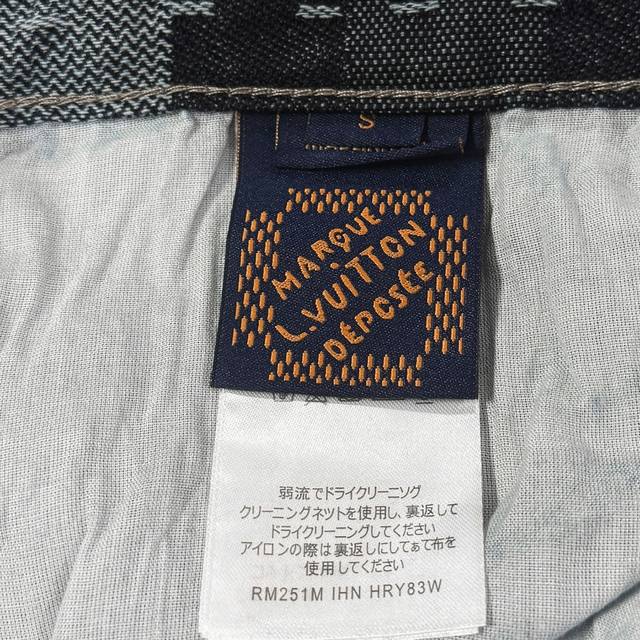 S
MARQUE
L.VUITTON
DÉPOSÉE
弱流でドライクリーニソグ
クリーニングネットを使用し、裏返して
ドライクリーニングしてください
アイロンの際は裏返しにしてぁて布を
使用してください
RM251M IHN HRY83W